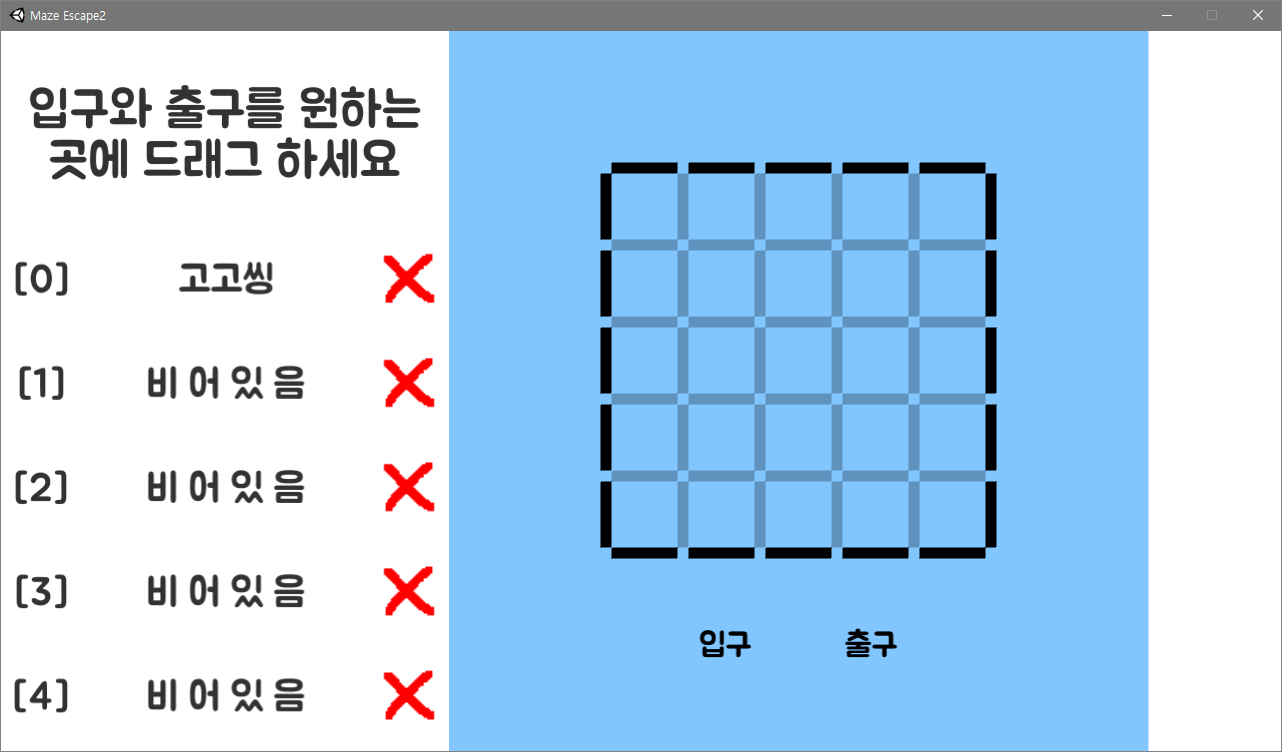 Maze Escape2
입구와 출구를 원하는
곳에 드래그 하세요
[0] 고고씽
[1] 비어있음
[2] 비어있음
[3] 비어있음
[4] 비어있음
입구 출구